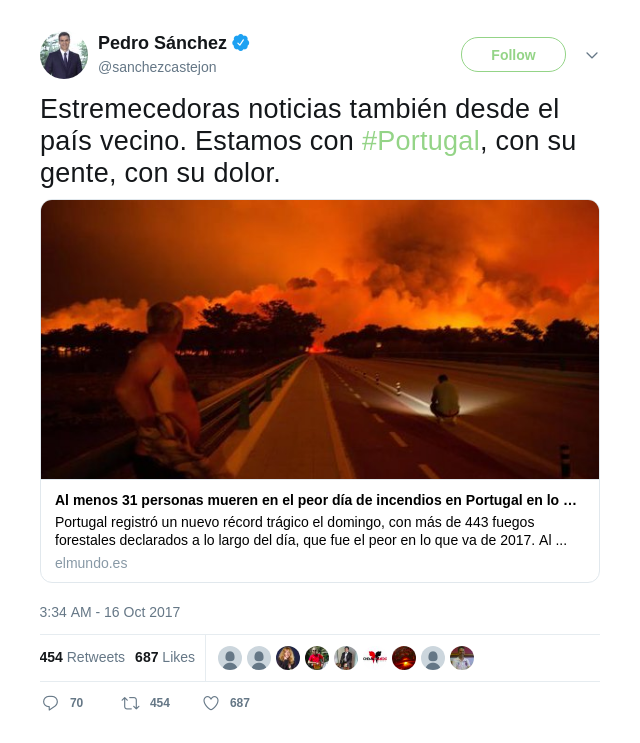 Pedro Sánchez
@sanchezcastejon
Follow
Estremecedoras noticias también desde el
país vecino. Estamos con #Portugal, con su
gente, con su dolor.
Al menos 31 personas mueren en el peor día de incendios en Portugal en lo ...
Portugal registró un nuevo récord trágico el domingo, con más de 443 fuegos
forestales declarados a lo largo del día, que fue el peor en lo que va de 2017. Al ...
elmundo.es
3:34 AM - 16 Oct 2017
454 Retweets 687 Likes
70 454 687